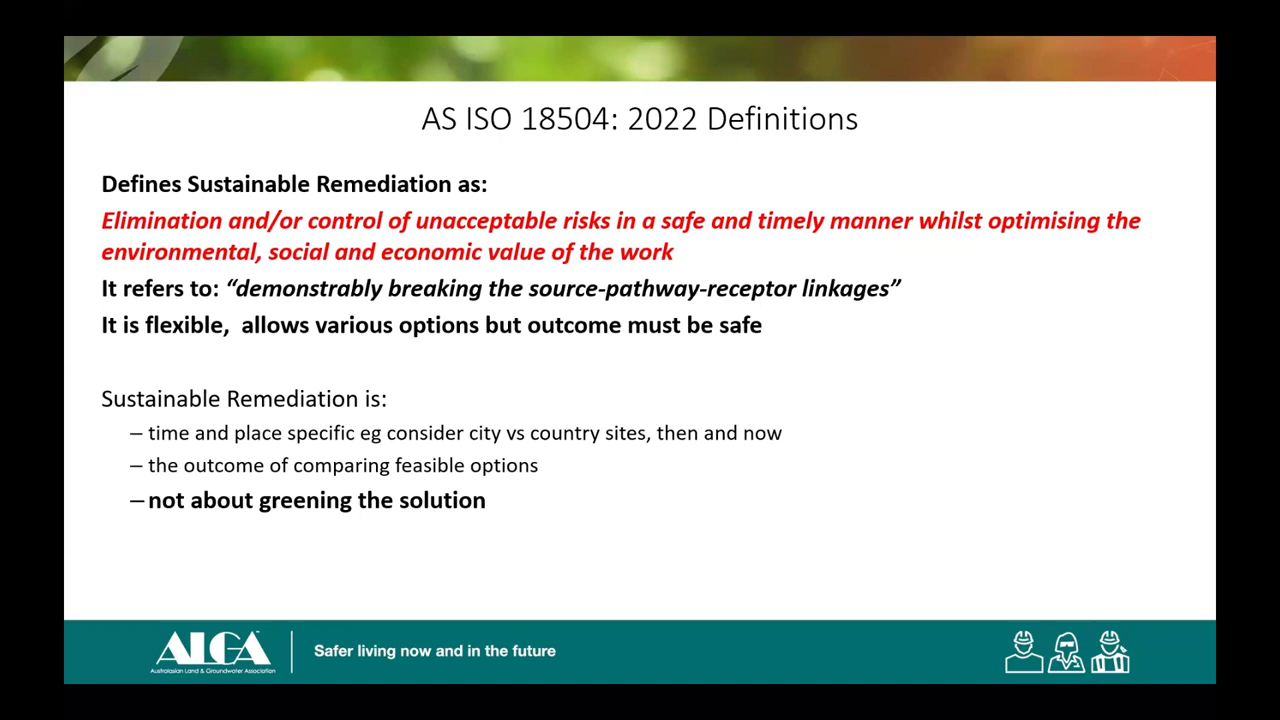 AS ISO 18504: 2022 Definitions
Defines Sustainable Remediation as:
Elimination and/or control of unacceptable risks in a safe and timely manner whilst optimising the
environmental, social and economic value of the work
It refers to: “demonstrably breaking the source-pathway-receptor linkages”
It is flexible,  allows various options but outcome must be safe
Sustainable Remediation is:
– time and place specific eg consider city vs country sites, then and now
– the outcome of comparing feasible options
– not about greening the solution
ALGA
Australasian Land & Groundwater Association
Safer living now and in the future